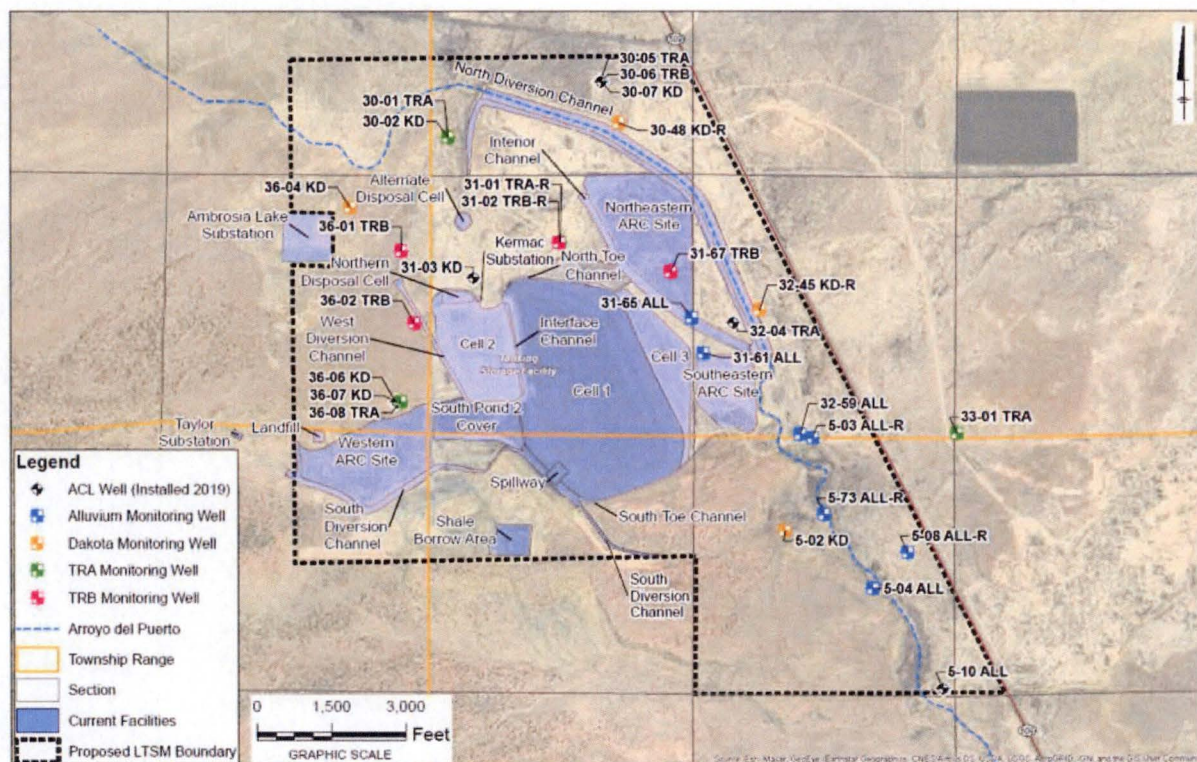 30-05 TRA
30-06 TRB
30-07 KD
North Diversion Channel
30-01 TRA
30-02 KD
30-48 KD-R
Interior
Channel
36-04 KD
Alternate
Disposal Cell
31-01 TRA-R
31-02 TRB-R
Northeastern
ARC Site
Ambrosia Lake
Substation
36-01 TRB
Kermac
Substation
31-67 TRB
Northern
Disposal Cell
31-03 KD
North Toe
Channel
32-45 KD-R
31-65 ALL
36-02 TRB
32-04 TRA
West
Diversion
Channel
Cell 2
Interface
Channel
31-61 ALL
Cell 3
Southeastern
ARC Site
Storage Facility
Cell 1
36-06 KD
36-07 KD
36-08 TRA
South Pond 2
Cover
32-59 ALL
5-03 ALL-R
33-01 TRA
Taylor
Substation
Landfill
Western
ARC Site
Spillway
5-73 ALL-R
South Toe Channel
South
Diversion
Channel
Shale
Borrow Area
5-02 KD
5-08 ALL-R
5-04 ALL
South
Diversion
Channel
5-10 ALL
Legend
ACL Well (Installed 2019)
Alluvium Monitoring Well
Dakota Monitoring Well
TRA Monitoring Well
TRB Monitoring Well
Arroyo del Puerto
Township Range
Section
Current Facilities
Proposed LTSM Boundary
0 1,500 3,000
Feet
GRAPHIC SCALE
and the GIS User Community